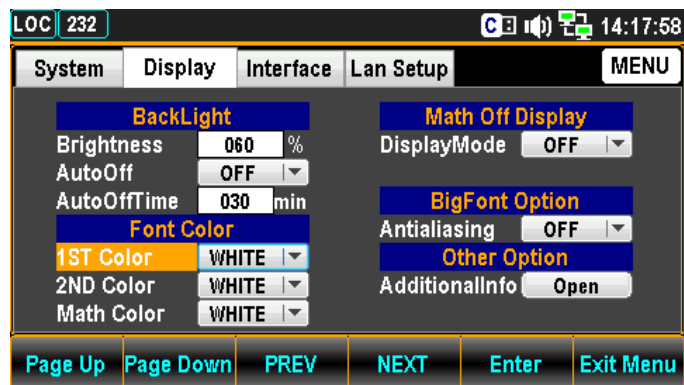 LOC 232 C 14:17:58
System Display Interface Lan Setup MENU
BackLight
Brightness 060 %
AutoOff OFF
AutoOffTime 030 min
Font Color
1ST Color WHITE
2ND Color WHITE
Math Color WHITE
Math Off Display
DisplayMode OFF
BigFont Option
Antialiasing OFF
Other Option
AdditionalInfo Open
Page Up Page Down PREV NEXT Enter Exit Menu